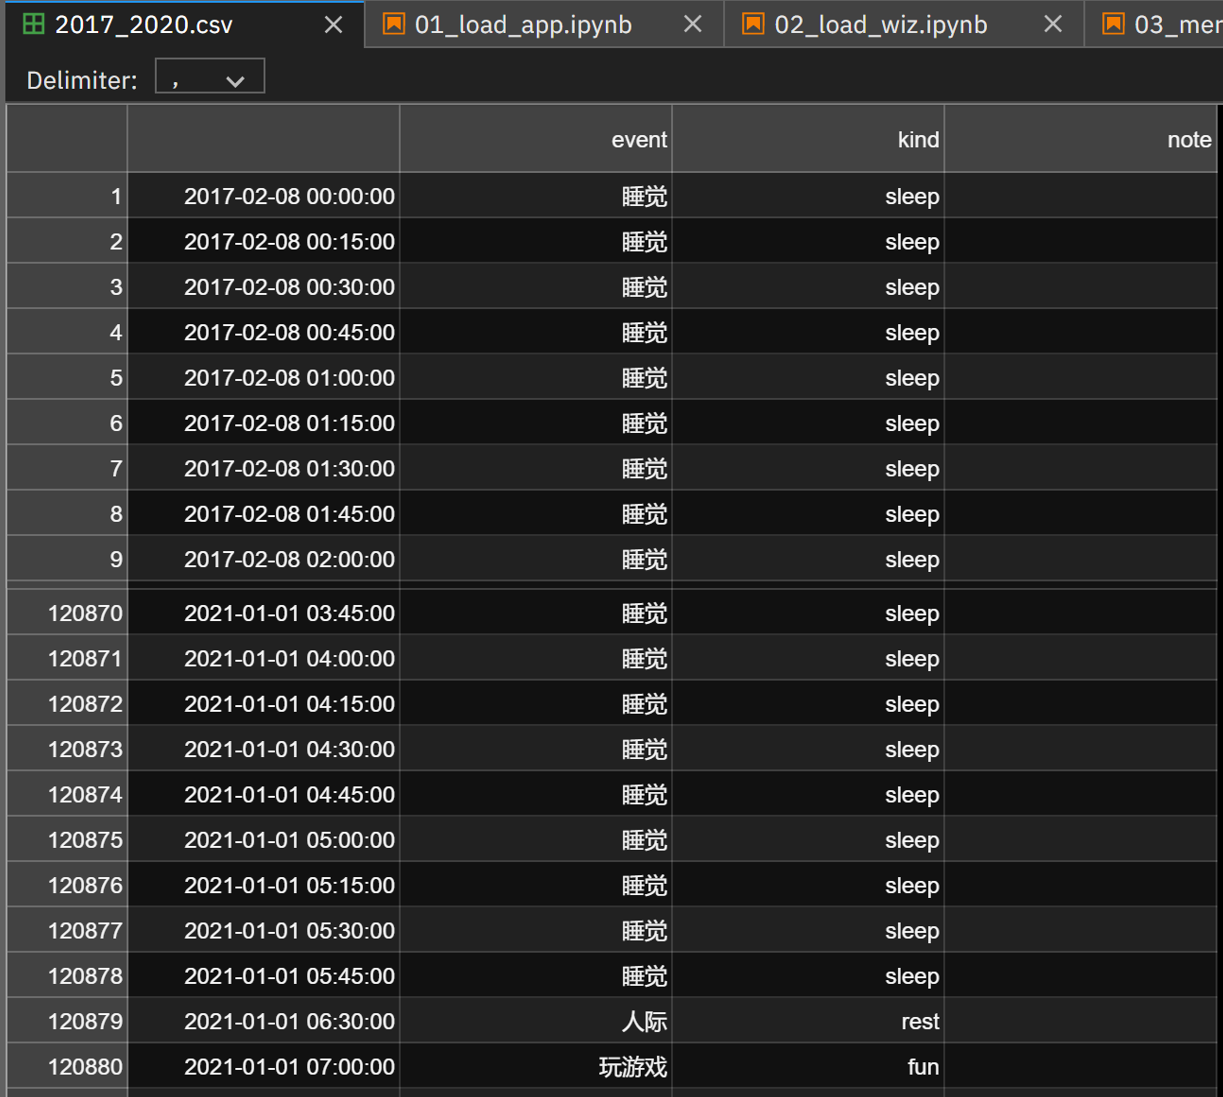 2017_2020.csv 01_load_app.ipynb 02_load_wiz.ipynb 03_mer
Delimiter: ,
event kind note
1 2017-02-08 00:00:00 睡觉 sleep
2 2017-02-08 00:15:00 睡觉 sleep
3 2017-02-08 00:30:00 睡觉 sleep
4 2017-02-08 00:45:00 睡觉 sleep
5 2017-02-08 01:00:00 睡觉 sleep
6 2017-02-08 01:15:00 睡觉 sleep
7 2017-02-08 01:30:00 睡觉 sleep
8 2017-02-08 01:45:00 睡觉 sleep
9 2017-02-08 02:00:00 睡觉 sleep
120870 2021-01-01 03:45:00 睡觉 sleep
120871 2021-01-01 04:00:00 睡觉 sleep
120872 2021-01-01 04:15:00 睡觉 sleep
120873 2021-01-01 04:30:00 睡觉 sleep
120874 2021-01-01 04:45:00 睡觉 sleep
120875 2021-01-01 05:00:00 睡觉 sleep
120876 2021-01-01 05:15:00 睡觉 sleep
120877 2021-01-01 05:30:00 睡觉 sleep
120878 2021-01-01 05:45:00 睡觉 sleep
120879 2021-01-01 06:30:00 人际 rest
120880 2021-01-01 07:00:00 玩游戏 fun